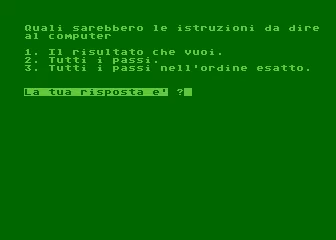 Quali sarebbero le istruzioni da dire
al computer
1. Il risultato che vuoi.
2. Tutti i passi.
3. Tutti i passi nell'ordine esatto.
La tua risposta e' ?